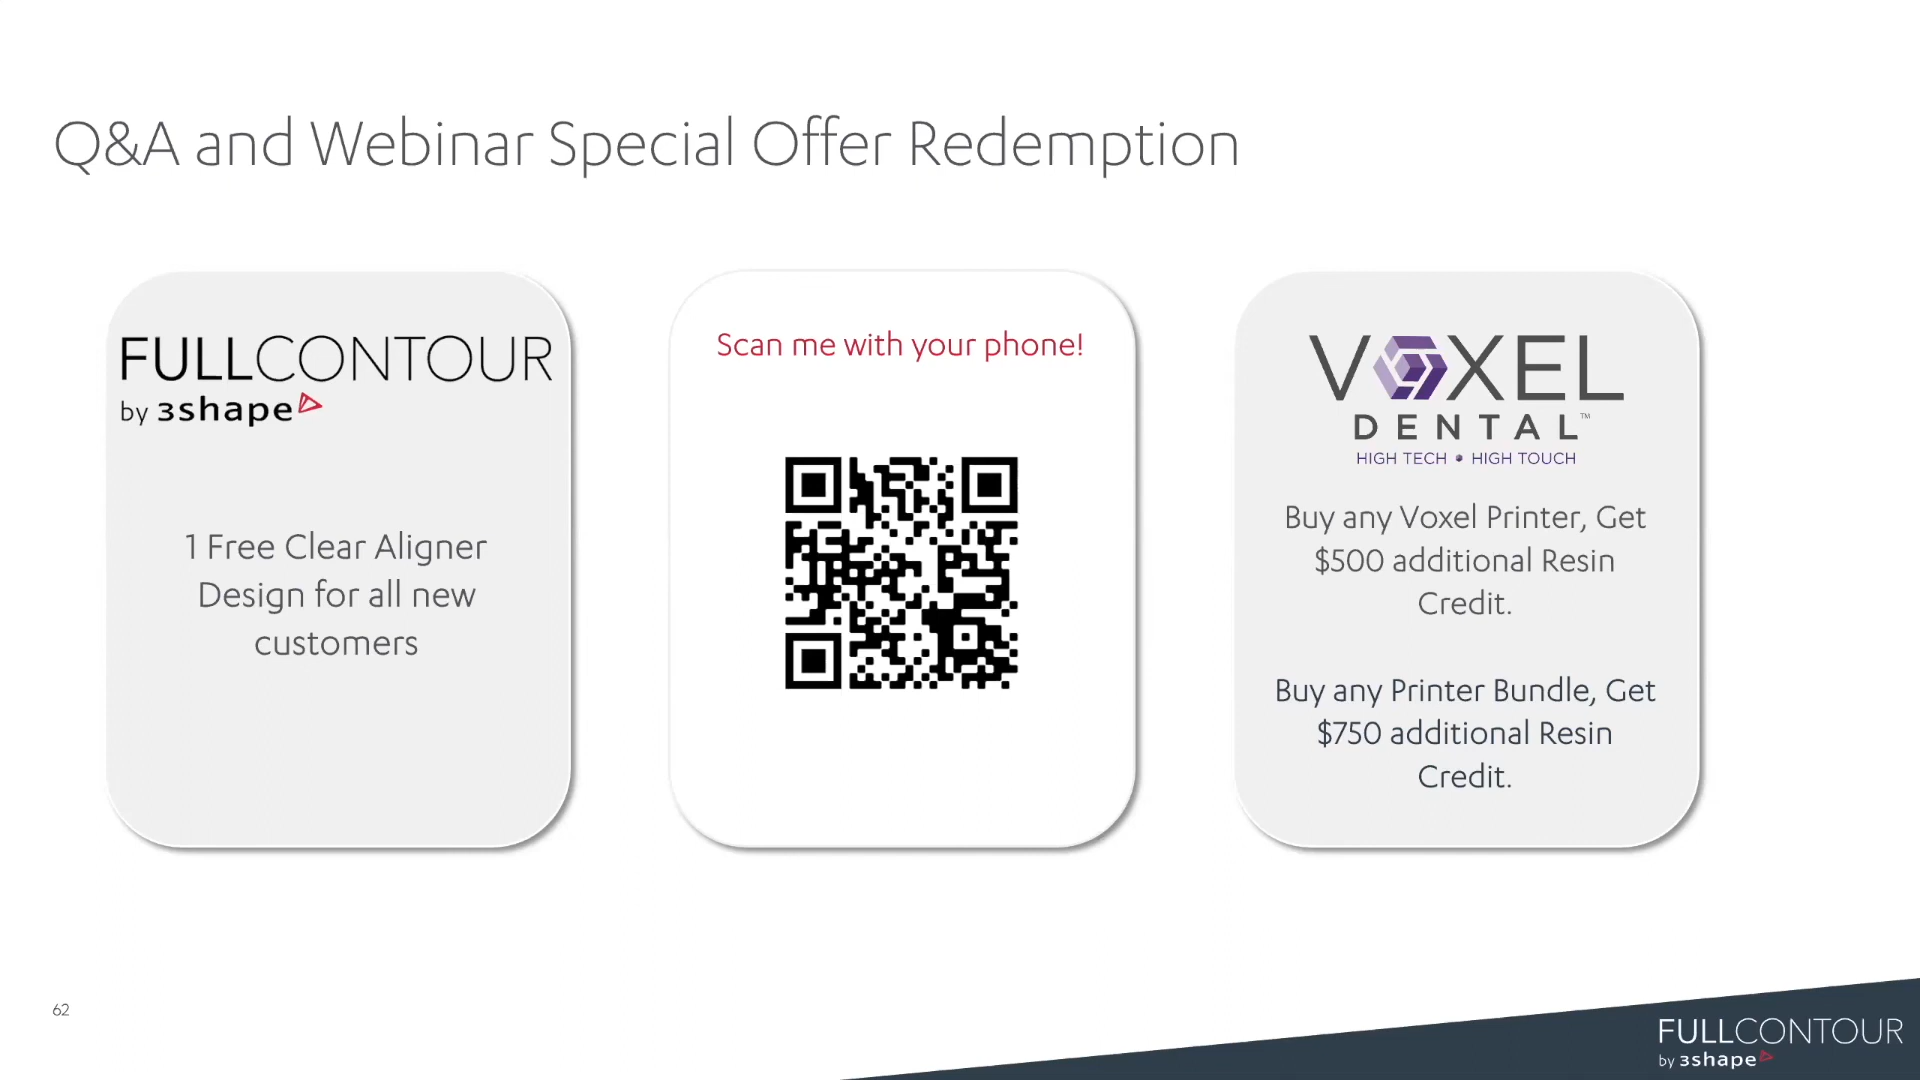 Q&A and Webinar Special Offer Redemption
FULLCONTOUR
by 3shape
1 Free Clear Aligner
Design for all new
customers
Scan me with your phone!
VOXEL
DENTAL™
HIGH TECH • HIGH TOUCH
Buy any Voxel Printer, Get
$500 additional Resin
Credit.
Buy any Printer Bundle, Get
$750 additional Resin
Credit.
62
FULLCONTOUR
by 3shape